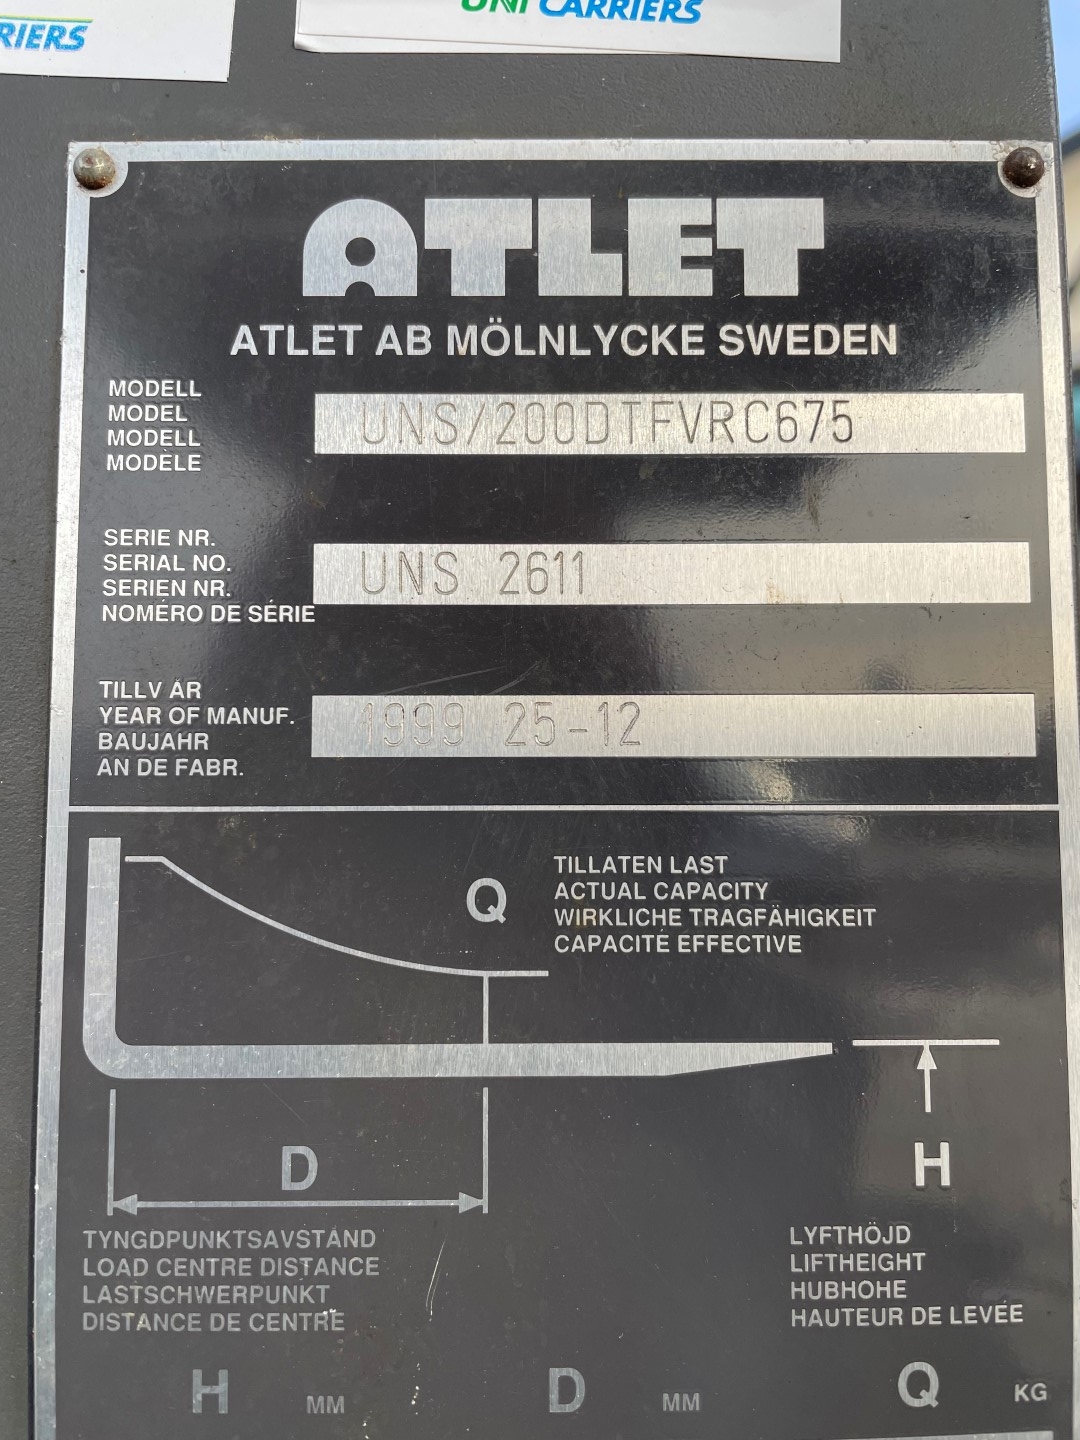 RIERS
UNI CARRIERS
ATLET
ATLET AB MÖLNLYCKE SWEDEN
MODELL
MODEL
MODELL
MODÈLE
UNS/200DTFVRC675
SERIE NR.
SERIAL NO.
SERIEN NR.
NOMÉRO DE SÉRIE
UNS 2611
TILLV ÅR
YEAR OF MANUF.
BAUJAHR
AN DE FABR.
1999 25-12
Q
TILLÅTEN LAST
ACTUAL CAPACITY
WIRKLICHE TRAGFÄHIGKEIT
CAPACITÉ EFFECTIVE
D
H
TYNGDPUNKTSAVSTÅND
LOAD CENTRE DISTANCE
LASTSCHWERPUNKT
DISTANCE DE CENTRE
LYFTHÖJD
LIFTHEIGHT
HUBHOHE
HAUTEUR DE LEVÉE
H MM D MM Q KG